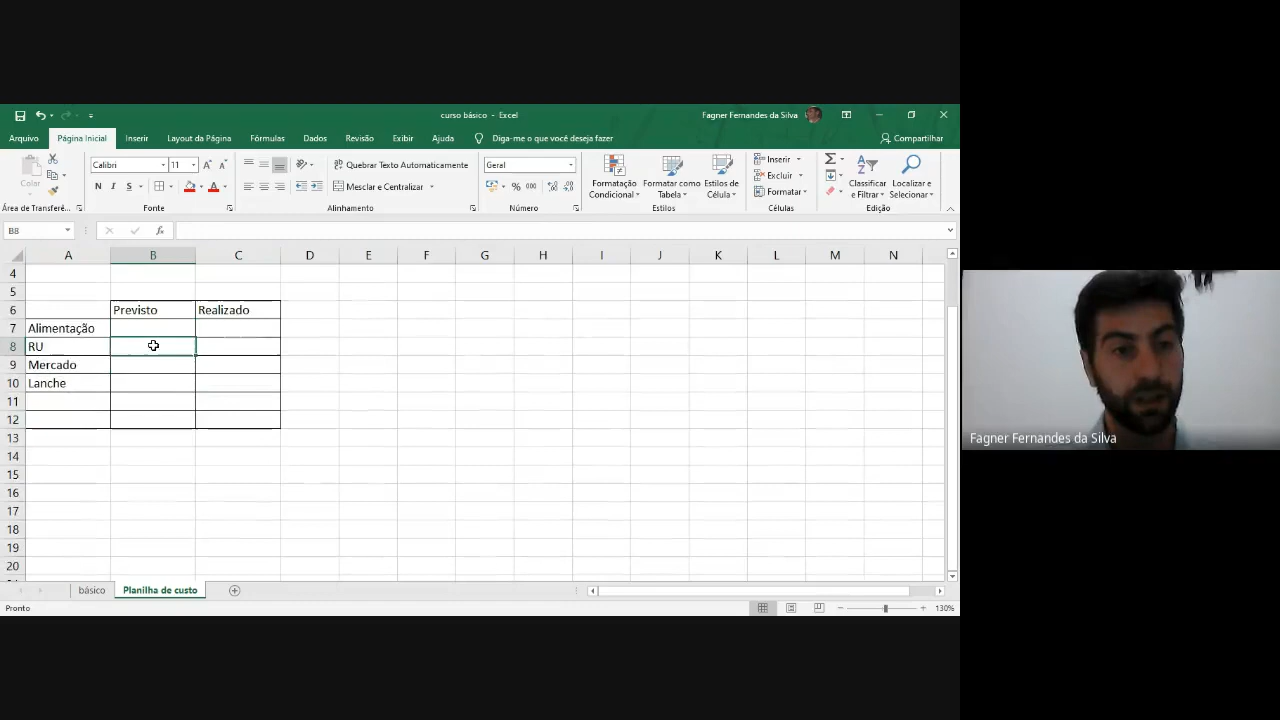 curso básico - Excel
Fagner Fernandes da Silva
Arquivo Página Inicial Inserir Layout da Página Fórmulas Dados Revisão Exibir Ajuda Diga-me o que você deseja fazer Compartilhar
Colar
Calibri 11
Quebrar Texto Automaticamente
Geral
Formatação Condicional
Formatar como Tabela
Estilos de Célula
Inserir
Excluir
Formatar
Classificar e Filtrar
Localizar e Selecionar
N I S
Mesclar e Centralizar
% 000
Área de Transferê... Fonte Alinhamento Número Estilos Células Edição
B8 fx
A B C D E F G H I J K L M N
4
5
6 Previsto Realizado
7 Alimentação
8 RU
9 Mercado
10 Lanche
11
12
13
14
15
16
17
18
19
20
básico Planilha de custo
Pronto 130%
Fagner Fernandes da Silva